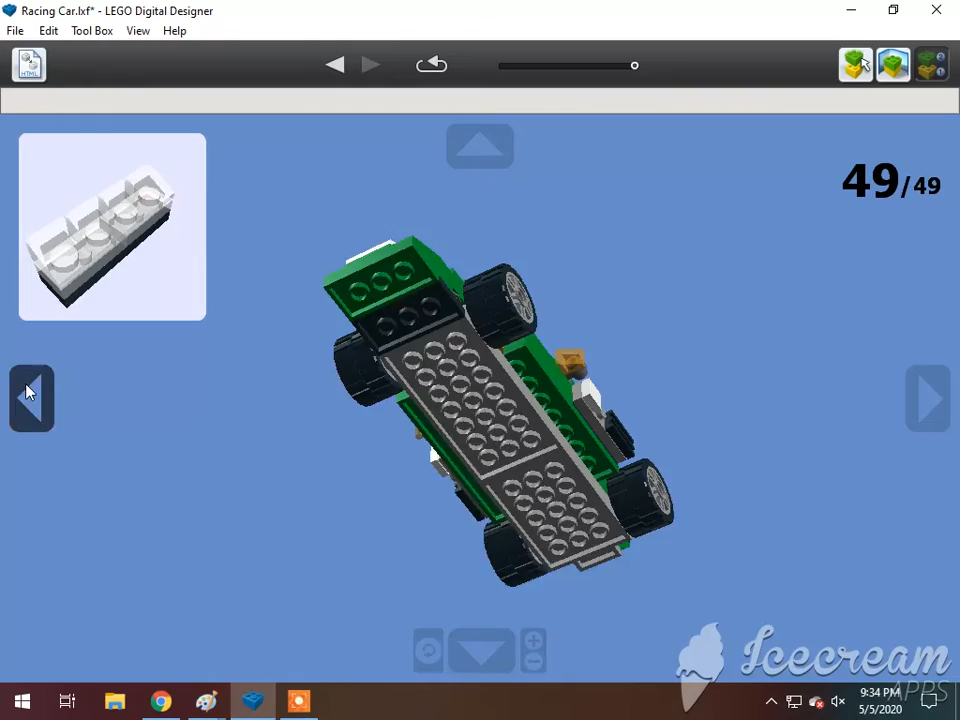 Racing Car.lxf* - LEGO Digital Designer
File Edit Tool Box View Help
HTML
49/49
Icecream
APPS
9:34 PM
5/5/2020